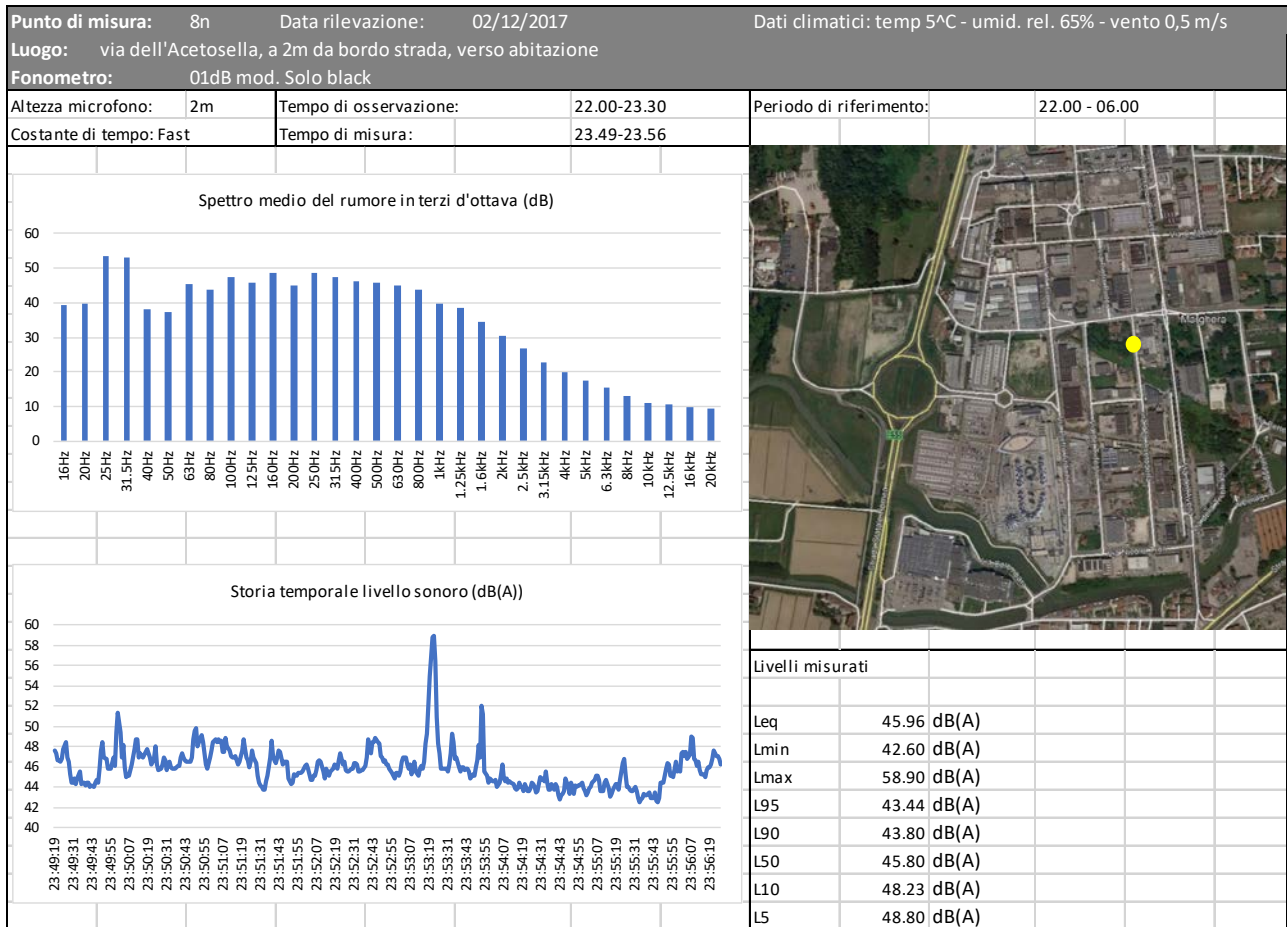 Punto di misura: 8n Data rilevazione: 02/12/2017 Dati climatici: temp 5^C - umid. rel. 65% - vento 0,5 m/s
Luogo: via dell'Acetosella, a 2m da bordo strada, verso abitazione
Fonometro: 01dB mod. Solo black
Altezza microfono: 2m Tempo di osservazione: 22.00-23.30 Periodo di riferimento: 22.00 - 06.00
Costante di tempo: Fast Tempo di misura: 23.49-23.56
Spettro medio del rumore in terzi d'ottava (dB)
60
50
40
30
20
10
0
16Hz 20Hz 25Hz 31.5Hz 40Hz 50Hz 63Hz 80Hz 100Hz 125Hz 160Hz 200Hz 250Hz 315Hz 400Hz 500Hz 630Hz 800Hz 1kHz 1.25kHz 1.6kHz 2kHz 2.5kHz 3.15kHz 4kHz 5kHz 6.3kHz 8kHz 10kHz 12.5kHz 16kHz 20kHz
Marghera
Storia temporale livello sonoro (dB(A))
60
58
56
54
52
50
48
46
44
42
40
23:49:19 23:49:31 23:49:43 23:49:55 23:50:07 23:50:19 23:50:31 23:50:43 23:50:55 23:51:07 23:51:19 23:51:31 23:51:43 23:51:55 23:52:07 23:52:19 23:52:31 23:52:43 23:52:55 23:53:07 23:53:19 23:53:31 23:53:43 23:53:55 23:54:07 23:54:19 23:54:31 23:54:43 23:54:55 23:55:07 23:55:19 23:55:31 23:55:43 23:55:55 23:56:07 23:56:19
Livelli misurati
Leq 45.96 dB(A)
Lmin 42.60 dB(A)
Lmax 58.90 dB(A)
L95 43.44 dB(A)
L90 43.80 dB(A)
L50 45.80 dB(A)
L10 48.23 dB(A)
L5 48.80 dB(A)